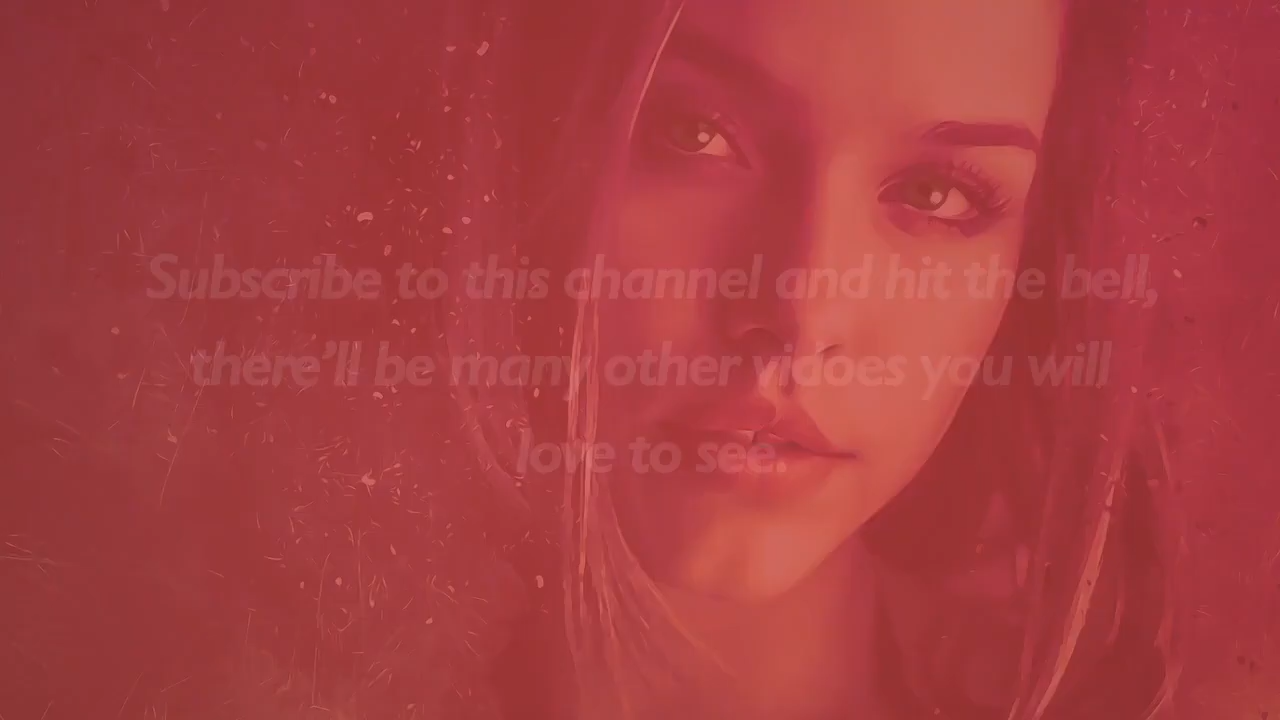 Subscribe to this channel and hit the bell,
there’ll be many other vidoes you will
love to see.